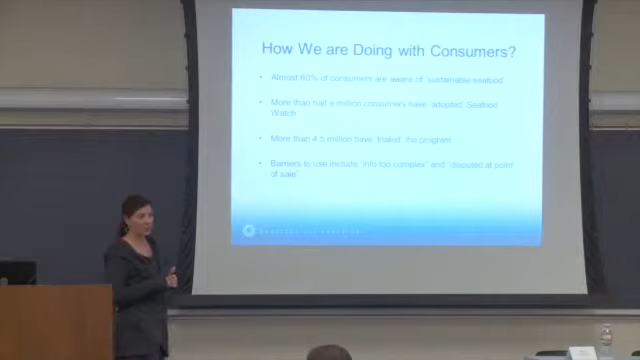 How We are Doing with Consumers?
• Almost 60% of consumers are aware of 'sustainable seafood'
• More than half a million consumers have 'adopted' Seafood
Watch
• More than 4.5 million have 'trialed' the program
• Barriers to use include "info too complex" and "disputed at point
of sale"